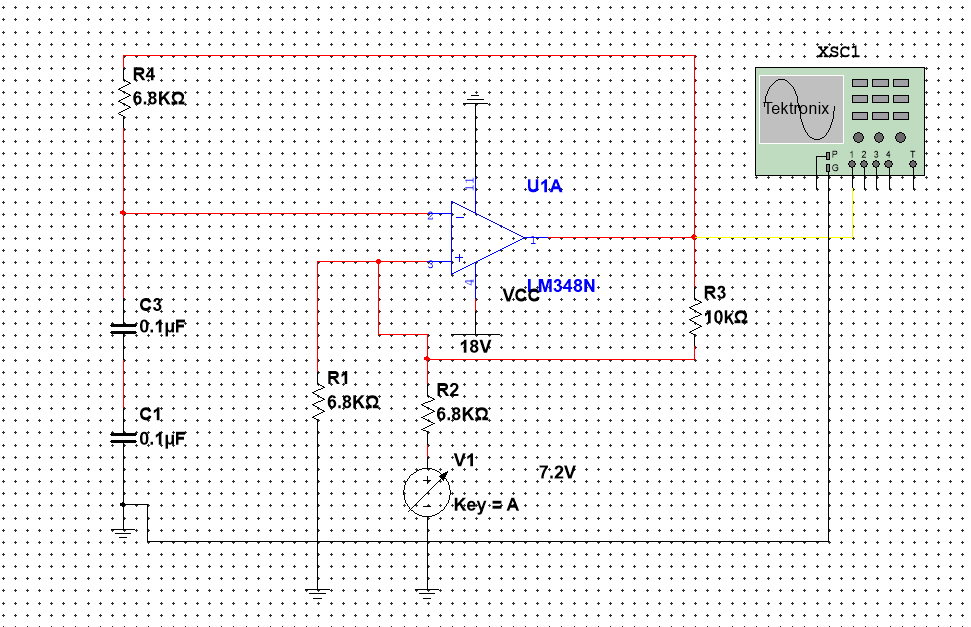 XSC1
R4
6.8KΩ
Tektronix
P 1 2 3 4 T
G
11
U1A
2
1
3
4
LM348N
VCC
18V
R3
10kΩ
C3
0.1µF
R1
6.8KΩ
R2
6.8KΩ
C1
0.1µF
V1
7.2V
Key = A